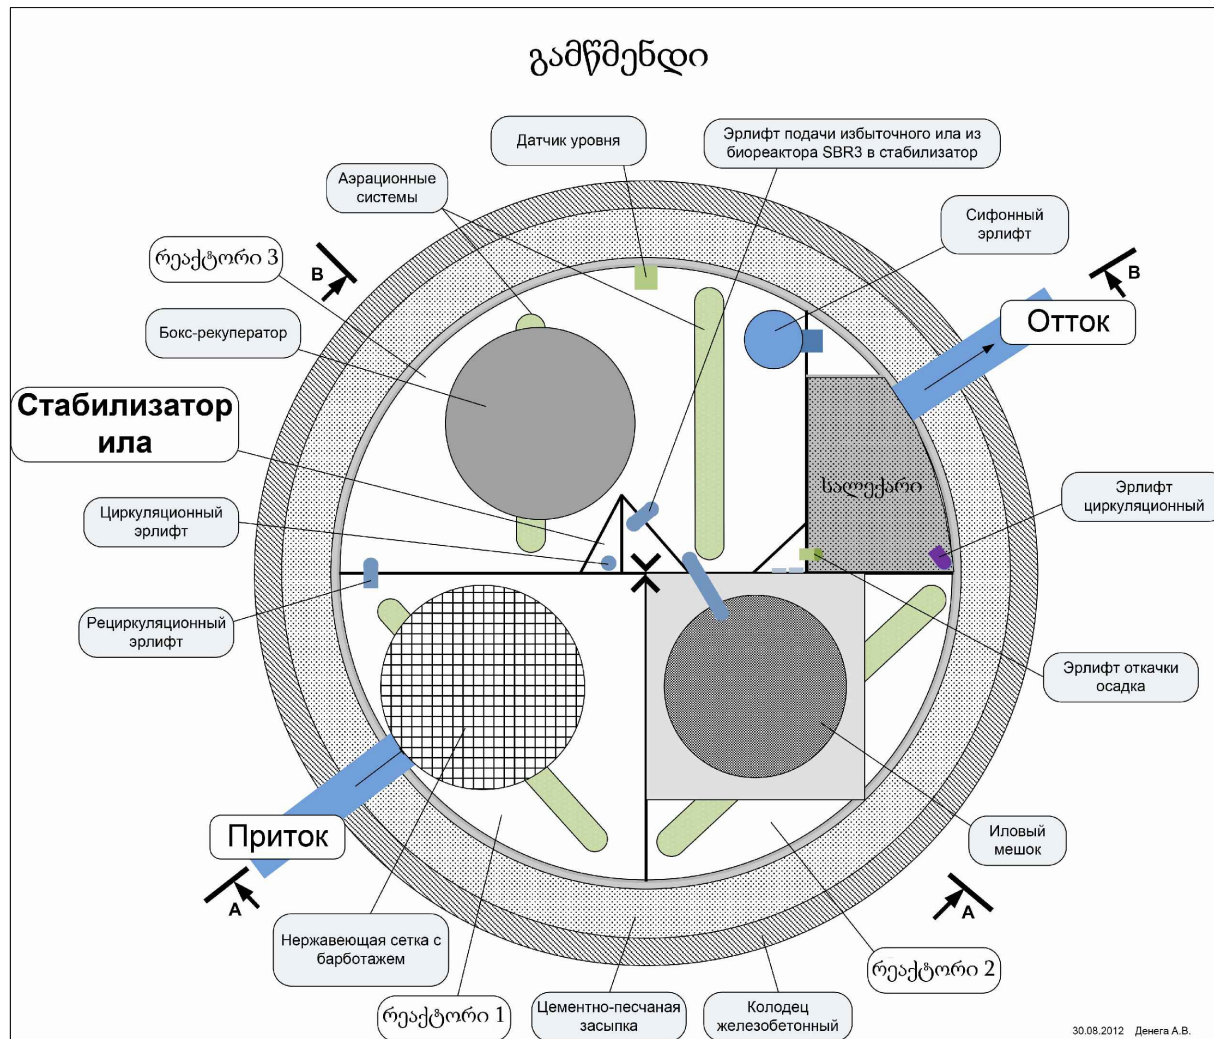 გამწმენდი
Датчик уровня
Эрлифт подачи избыточного ила из
биореактора SBR3 в стабилизатор
Аэрационные
системы
Сифонный
эрлифт
რეაქტორი 3
B
B
Отток
Бокс-рекуператор
Стабилизатор
ила
სალექარი
Эрлифт
циркуляционный
Циркуляционный
эрлифт
Рециркуляционный
эрлифт
Эрлифт откачки
осадка
Приток
Иловый
мешок
A
A
Нержавеющая сетка с
барботажем
რეაქტორი 2
რეაქტორი 1
Цементно-песчаная
засыпка
Колодец
железобетонный
30.08.2012 Денега А.В.